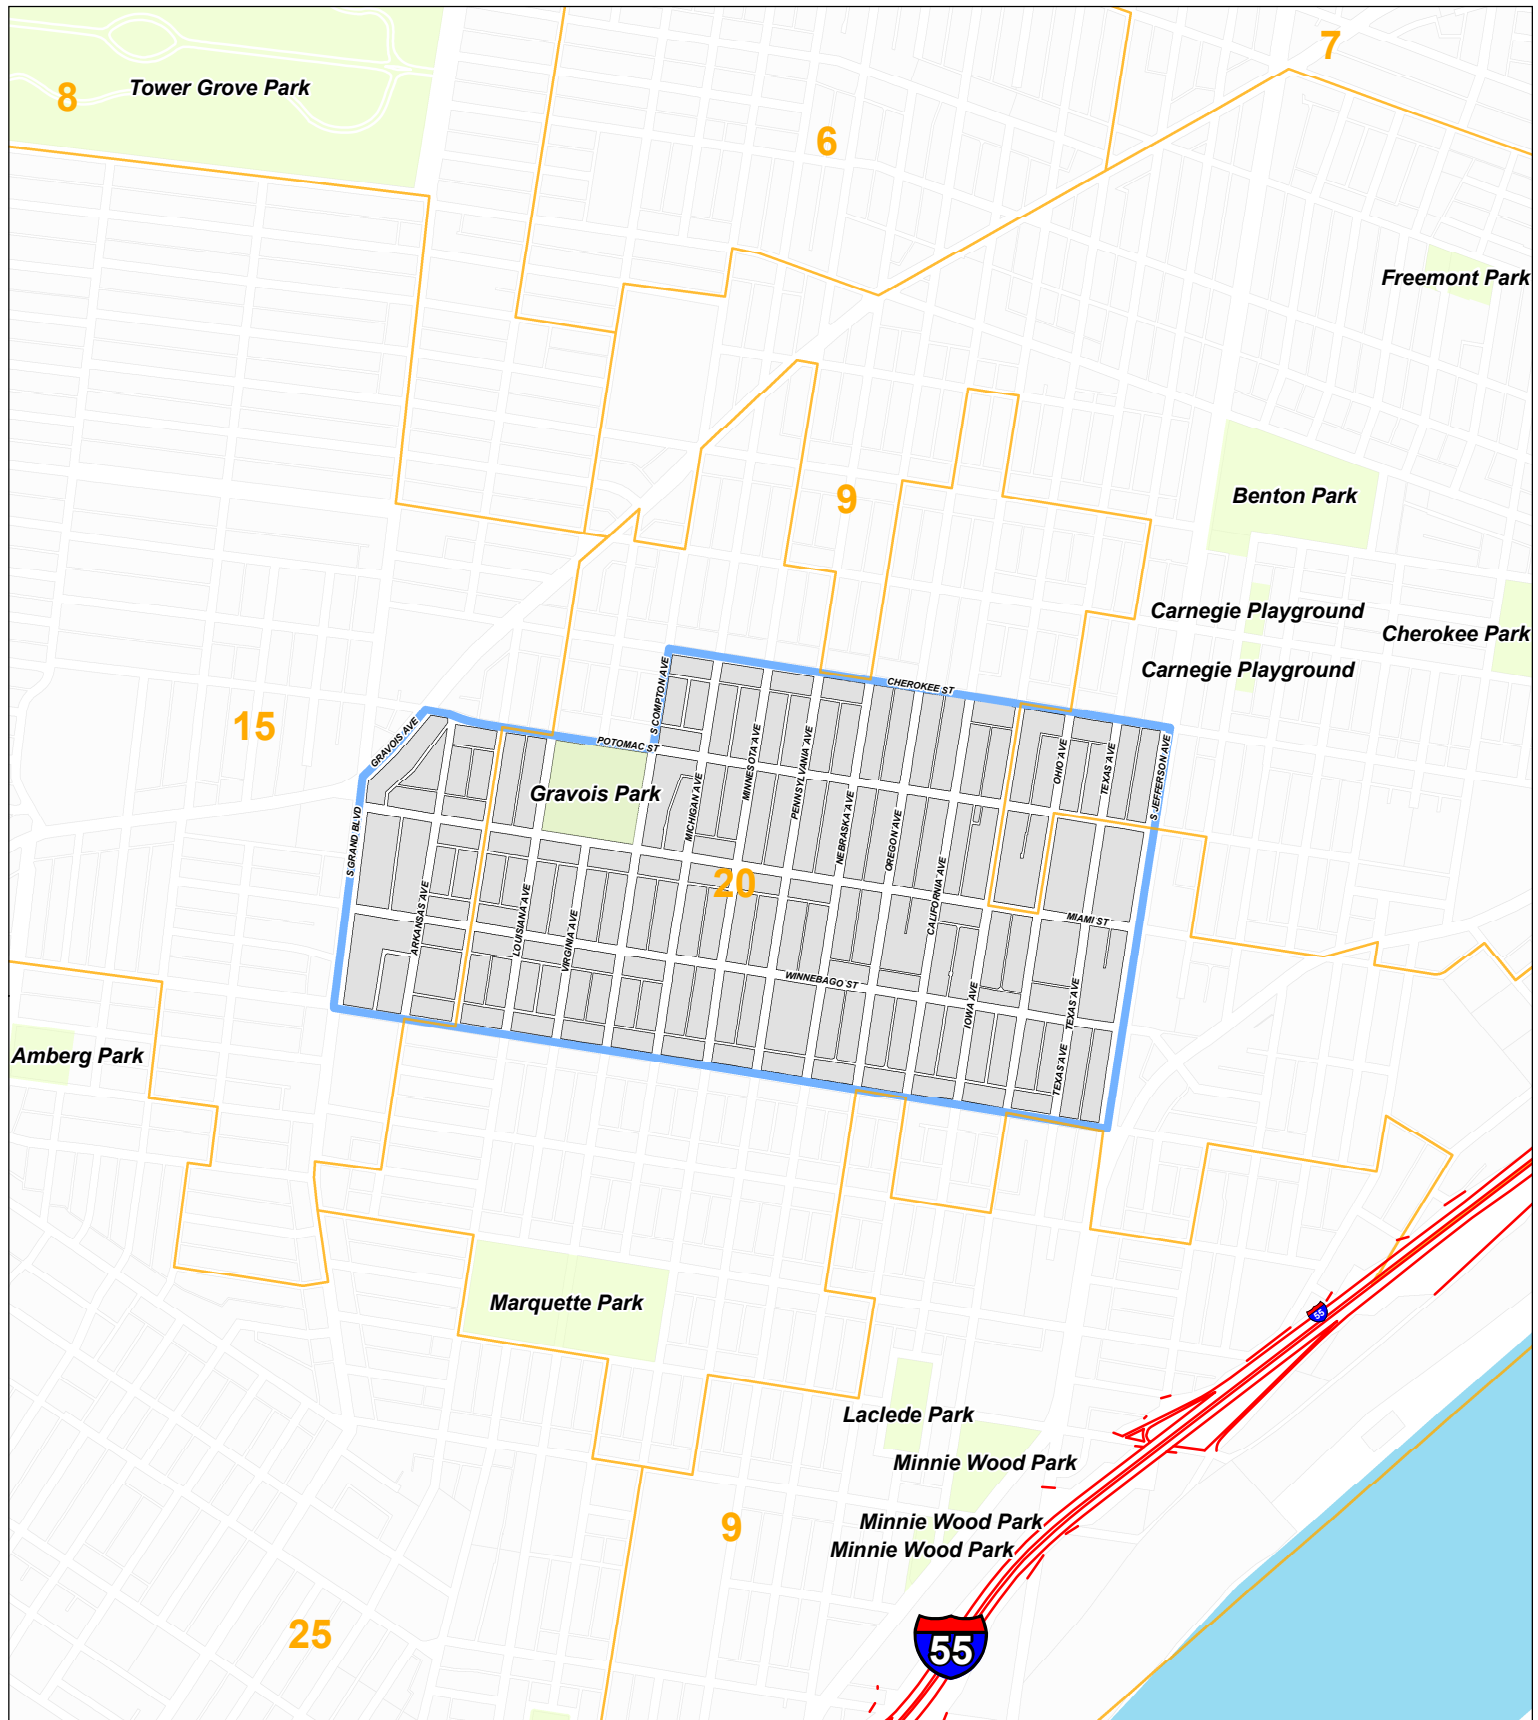 7
8
Tower Grove Park
6
Freemont Park
9
Benton Park
Carnegie Playground
Cherokee Park
Carnegie Playground
S COMPTON AVE
CHEROKEE ST
15
GRAVOIS AVE
POTOMAC ST
MINNESOTA AVE
PENNSYLVANIA AVE
OHIO AVE
TEXAS AVE
S JEFFERSON AVE
Gravois Park
MICHIGAN AVE
NEBRASKA AVE
OREGON AVE
S GRAND BLVD
20
CALIFORNIA AVE
ARKANSAS AVE
LOUISIANA AVE
VIRGINIA AVE
MIAMI ST
WINNEBAGO ST
IOWA AVE
TEXAS AVE
Amberg Park
TEXAS AVE
Marquette Park
55
Laclede Park
Minnie Wood Park
Minnie Wood Park
9
Minnie Wood Park
25
55